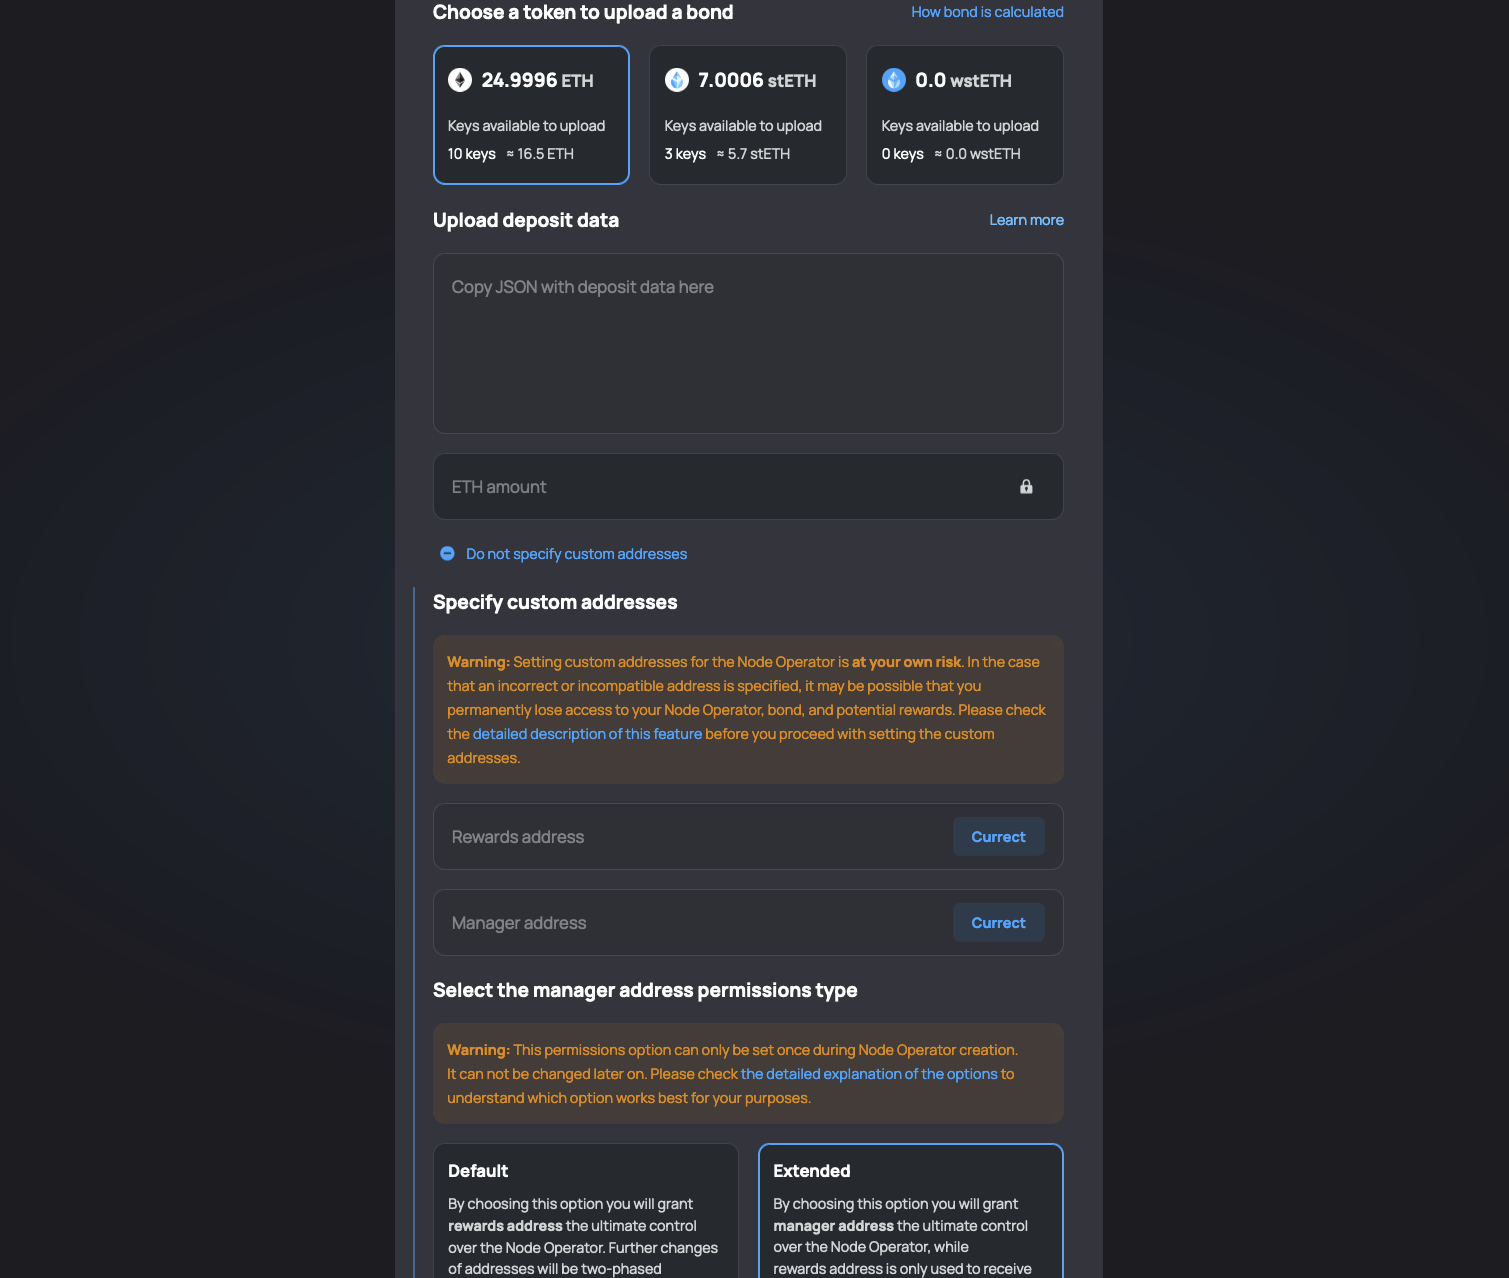 Choose a token to upload a bond
How bond is calculated
24.9996 ETH
Keys available to upload
10 keys ≈ 16.5 ETH
7.0006 stETH
Keys available to upload
3 keys ≈ 5.7 stETH
0.0 wstETH
Keys available to upload
0 keys ≈ 0.0 wstETH
Upload deposit data
Learn more
Copy JSON with deposit data here
ETH amount
Do not specify custom addresses
Specify custom addresses
Warning: Setting custom addresses for the Node Operator is at your own risk. In the case
that an incorrect or incompatible address is specified, it may be possible that you
permanently lose access to your Node Operator, bond, and potential rewards. Please check
the detailed description of this feature before you proceed with setting the custom
addresses.
Rewards address
Currect
Manager address
Currect
Select the manager address permissions type
Warning: This permissions option can only be set once during Node Operator creation.
It can not be changed later on. Please check the detailed explanation of the options to
understand which option works best for your purposes.
Default
By choosing this option you will grant
rewards address the ultimate control
over the Node Operator. Further changes
of addresses will be two-phased
Extended
By choosing this option you will grant
manager address the ultimate control
over the Node Operator, while
rewards address is only used to receive